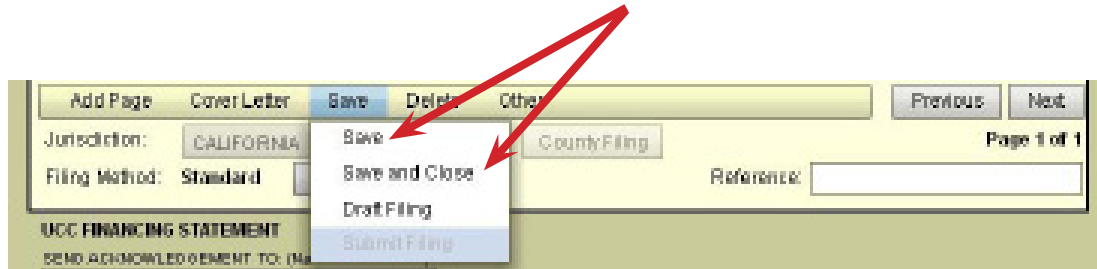 Add Page Cover Letter Save Delete Other Previous Next
Jurisdiction: CALIFORNIA Save County Filing Page 1 of 1
Filing Method: Standard Save and Close Reference:
Draft Filing
UCC FINANCING STATEMENT Submit Filing
SEND ACKNOWLEDGEMENT TO: (Na